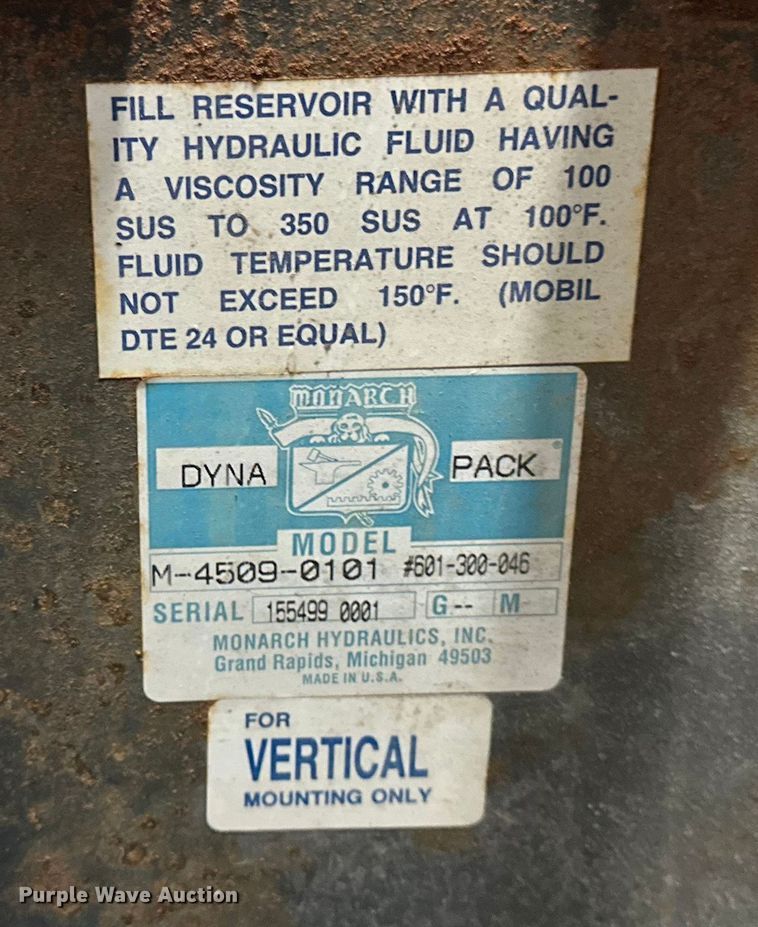 FILL RESERVOIR WITH A QUAL-
ITY HYDRAULIC FLUID HAVING
A VISCOSITY RANGE OF 100
SUS TO 350 SUS AT 100°F.
FLUID TEMPERATURE SHOULD
NOT EXCEED 150°F. (MOBIL
DTE 24 OR EQUAL)
MONARCH
DYNA PACK®
MODEL
M-4509-0101 #601-300-046
SERIAL 155499 0001 G-- M-
MONARCH HYDRAULICS, INC.
Grand Rapids, Michigan 49503
MADE IN U.S.A.
FOR
VERTICAL
MOUNTING ONLY
Purple Wave Auction